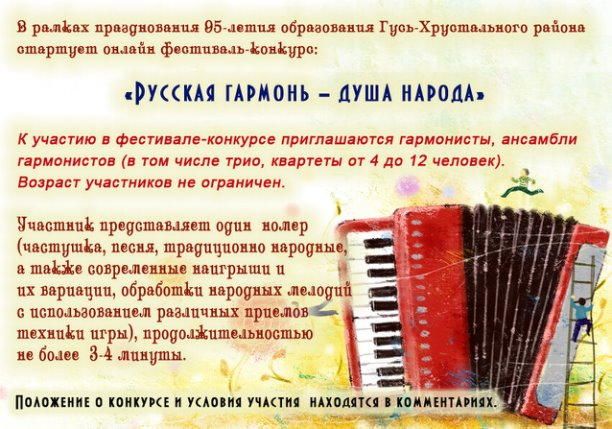 В рамках празднования 95-летия образования Гусь-Хрустального района
стартует онлайн фестиваль-конкурс:
«Русская гармонь – душа народа»
К участию в фестивале-конкурсе приглашаются гармонисты, ансамбли
гармонистов (в том числе трио, квартеты от 4 до 12 человек).
Возраст участников не ограничен.
Участник представляет один номер
(частушка, песня, традиционно народные,
а также современные наигрыши и
их вариации, обработки народных мелодий
с использованием различных приемов
техники игры), продолжительностью
не более 3-4 минуты.
Положение о конкурсе и условия участия находятся в комментариях.